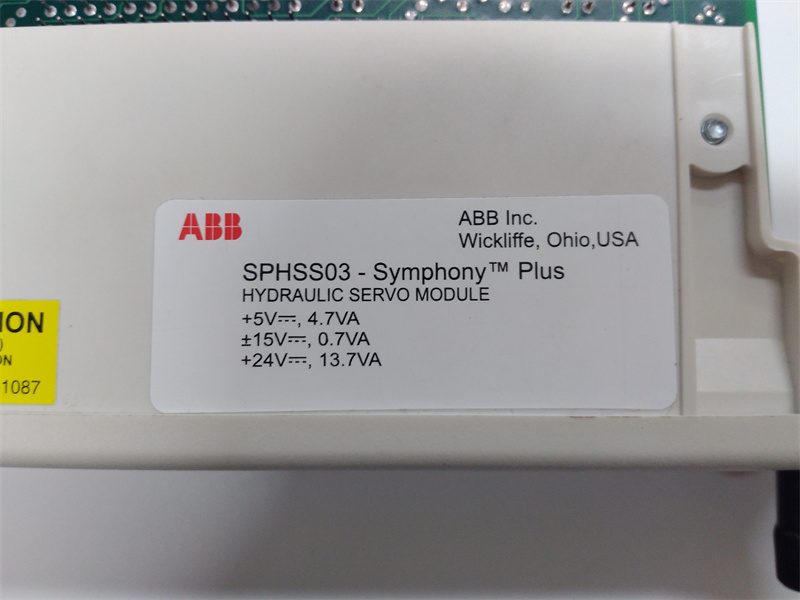 ABB
ABB Inc.
Wickliffe, Ohio,USA
SPHSS03 - Symphony™ Plus
HYDRAULIC SERVO MODULE
+5V⎓, 4.7VA
±15V⎓, 0.7VA
+24V⎓, 13.7VA
ION
)
ON
1087